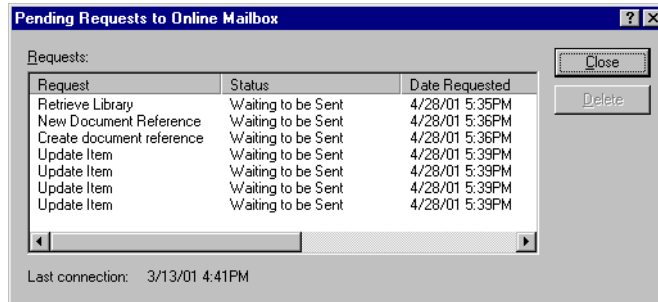 Pending Requests to Online Mailbox
Requests:
Close
Request Status Date Requested
Delete
Retrieve Library Waiting to be Sent 4/28/01 5:35PM
New Document Reference Waiting to be Sent 4/28/01 5:36PM
Create document reference Waiting to be Sent 4/28/01 5:36PM
Update Item Waiting to be Sent 4/28/01 5:39PM
Update Item Waiting to be Sent 4/28/01 5:39PM
Update Item Waiting to be Sent 4/28/01 5:39PM
Update Item Waiting to be Sent 4/28/01 5:39PM
Last connection: 3/13/01 4:41PM